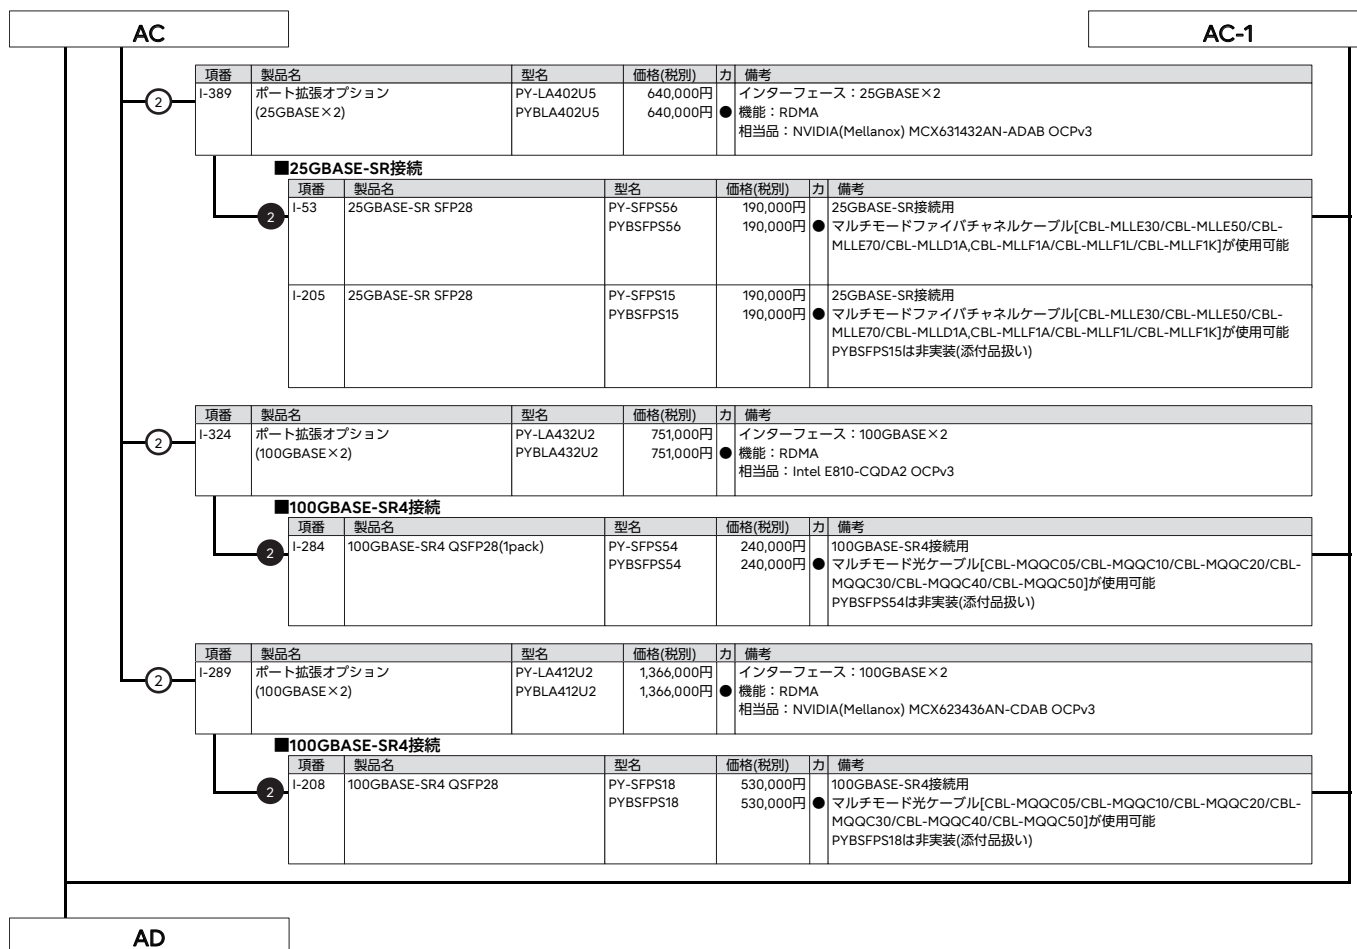 AC
AC-1
項番 製品名 型名 価格(税別) カ 備考
② I-389 ポート拡張オプション PY-LA402U5 640,000円 インターフェース：25GBASE×2
(25GBASE×2) PYBLA402U5 640,000円 ● 機能：RDMA
相当品：NVIDIA(Mellanox) MCX631432AN-ADAB OCPv3
■25GBASE-SR接続
項番 製品名 型名 価格(税別) カ 備考
2 I-53 25GBASE-SR SFP28 PY-SFPS56 190,000円 25GBASE-SR接続用
PYBSFPS56 190,000円 ● マルチモードファイバチャネルケーブル[CBL-MLLE30/CBL-MLLE50/CBL-
MLLE70/CBL-MLLD1A,CBL-MLLF1A/CBL-MLLF1L/CBL-MLLF1K]が使用可能
I-205 25GBASE-SR SFP28 PY-SFPS15 190,000円 25GBASE-SR接続用
PYBSFPS15 190,000円 ● マルチモードファイバチャネルケーブル[CBL-MLLE30/CBL-MLLE50/CBL-
MLLE70/CBL-MLLD1A,CBL-MLLF1A/CBL-MLLF1L/CBL-MLLF1K]が使用可能
PYBSFPS15は非実装(添付品扱い)
項番 製品名 型名 価格(税別) カ 備考
② I-324 ポート拡張オプション PY-LA432U2 751,000円 インターフェース：100GBASE×2
(100GBASE×2) PYBLA432U2 751,000円 ● 機能：RDMA
相当品：Intel E810-CQDA2 OCPv3
■100GBASE-SR4接続
項番 製品名 型名 価格(税別) カ 備考
2 I-284 100GBASE-SR4 QSFP28(1pack) PY-SFPS54 240,000円 100GBASE-SR4接続用
PYBSFPS54 240,000円 ● マルチモード光ケーブル[CBL-MQQC05/CBL-MQQC10/CBL-MQQC20/CBL-
MQQC30/CBL-MQQC40/CBL-MQQC50]が使用可能
PYBSFPS54は非実装(添付品扱い)
項番 製品名 型名 価格(税別) カ 備考
② I-289 ポート拡張オプション PY-LA412U2 1,366,000円 インターフェース：100GBASE×2
(100GBASE×2) PYBLA412U2 1,366,000円 ● 機能：RDMA
相当品：NVIDIA(Mellanox) MCX623436AN-CDAB OCPv3
■100GBASE-SR4接続
項番 製品名 型名 価格(税別) カ 備考
2 I-208 100GBASE-SR4 QSFP28 PY-SFPS18 530,000円 100GBASE-SR4接続用
PYBSFPS18 530,000円 ● マルチモード光ケーブル[CBL-MQQC05/CBL-MQQC10/CBL-MQQC20/CBL-
MQQC30/CBL-MQQC40/CBL-MQQC50]が使用可能
PYBSFPS18は非実装(添付品扱い)
AD